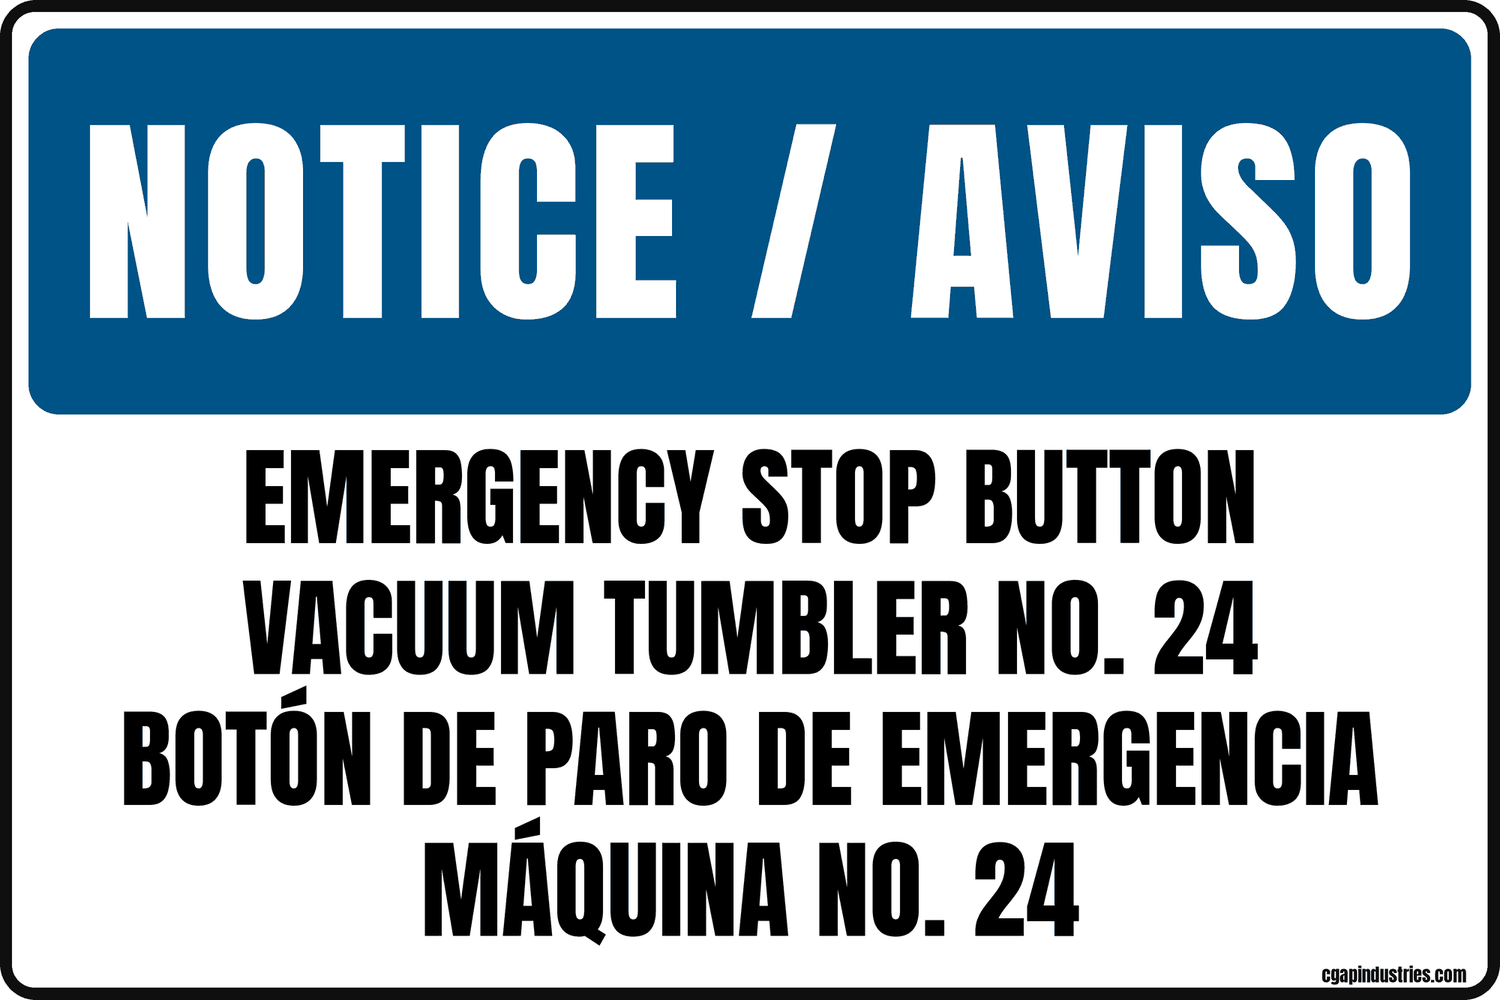 NOTICE / AVISO
EMERGENCY STOP BUTTON
VACUUM TUMBLER NO. 24
BOTÓN DE PARO DE EMERGENCIA
MÁQUINA NO. 24
cgapindustries.com